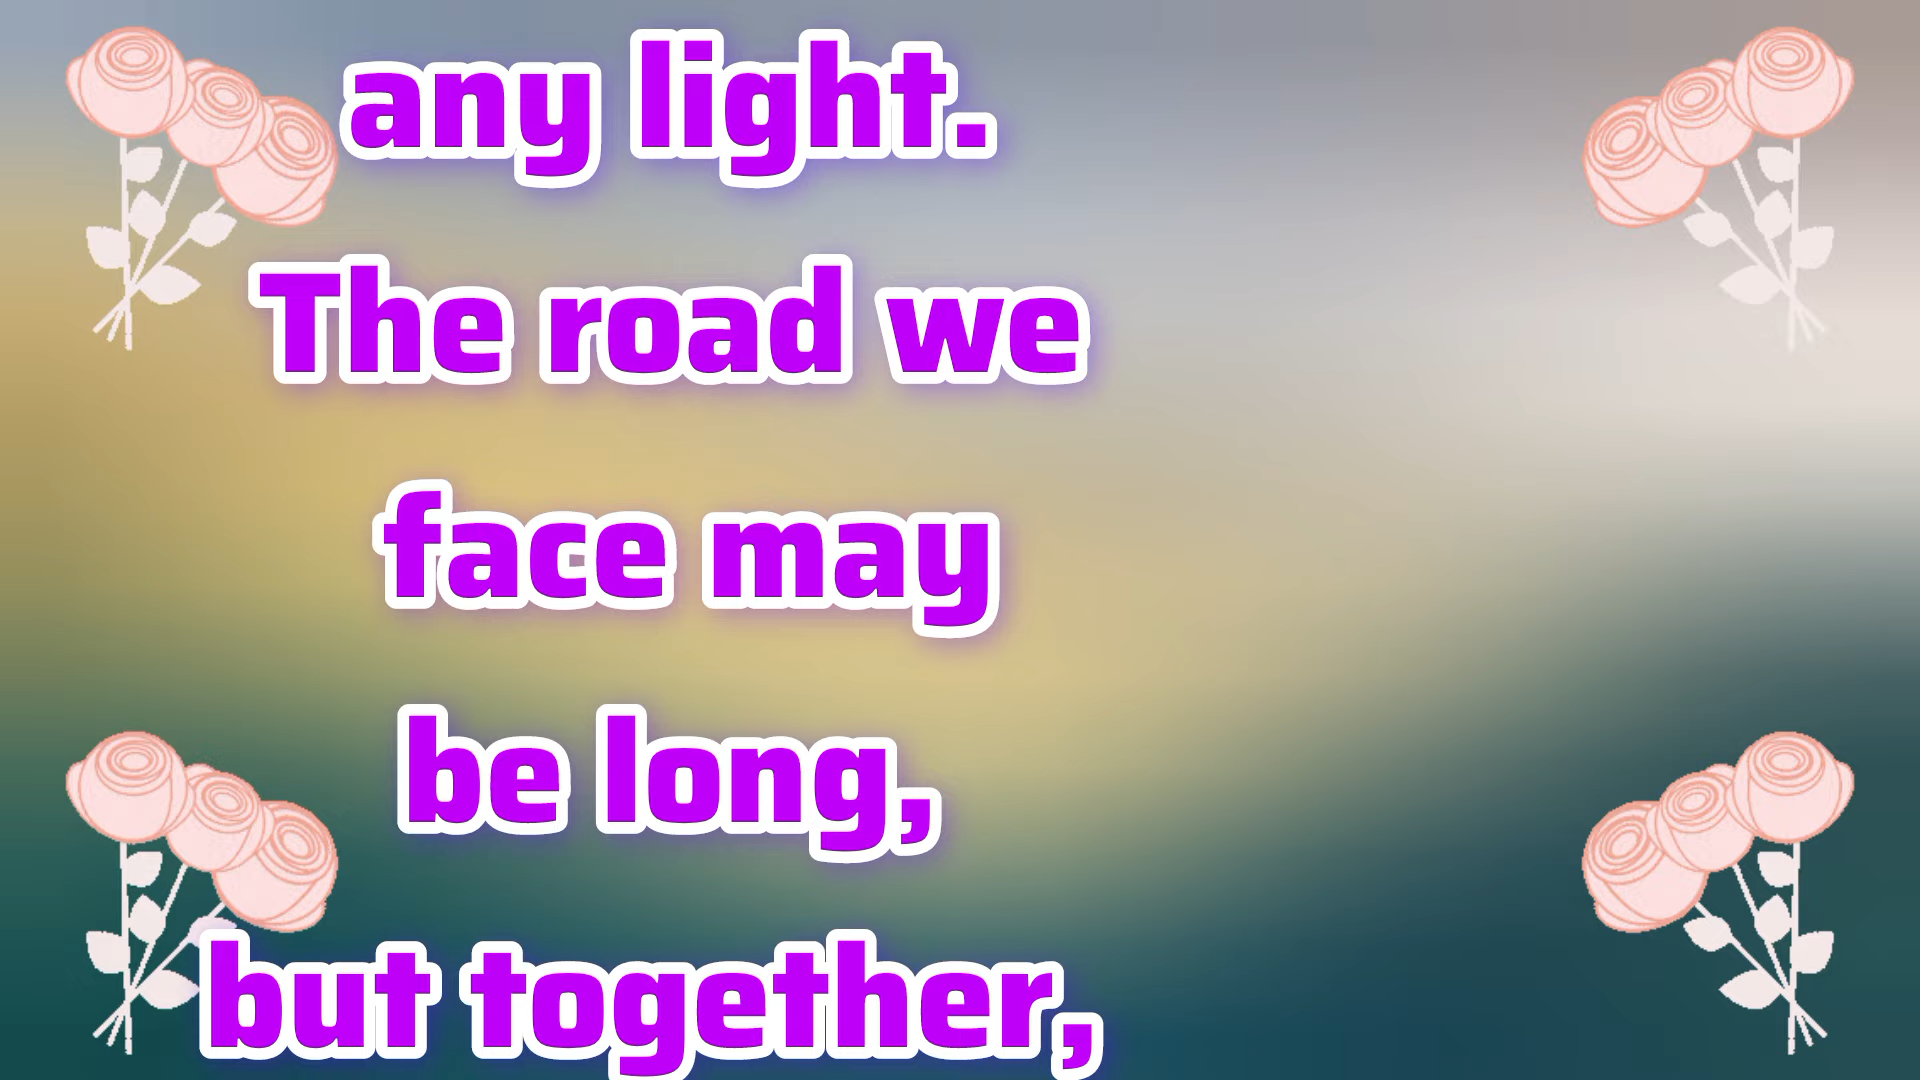 any light.
The road we
face may
be long,
but together,